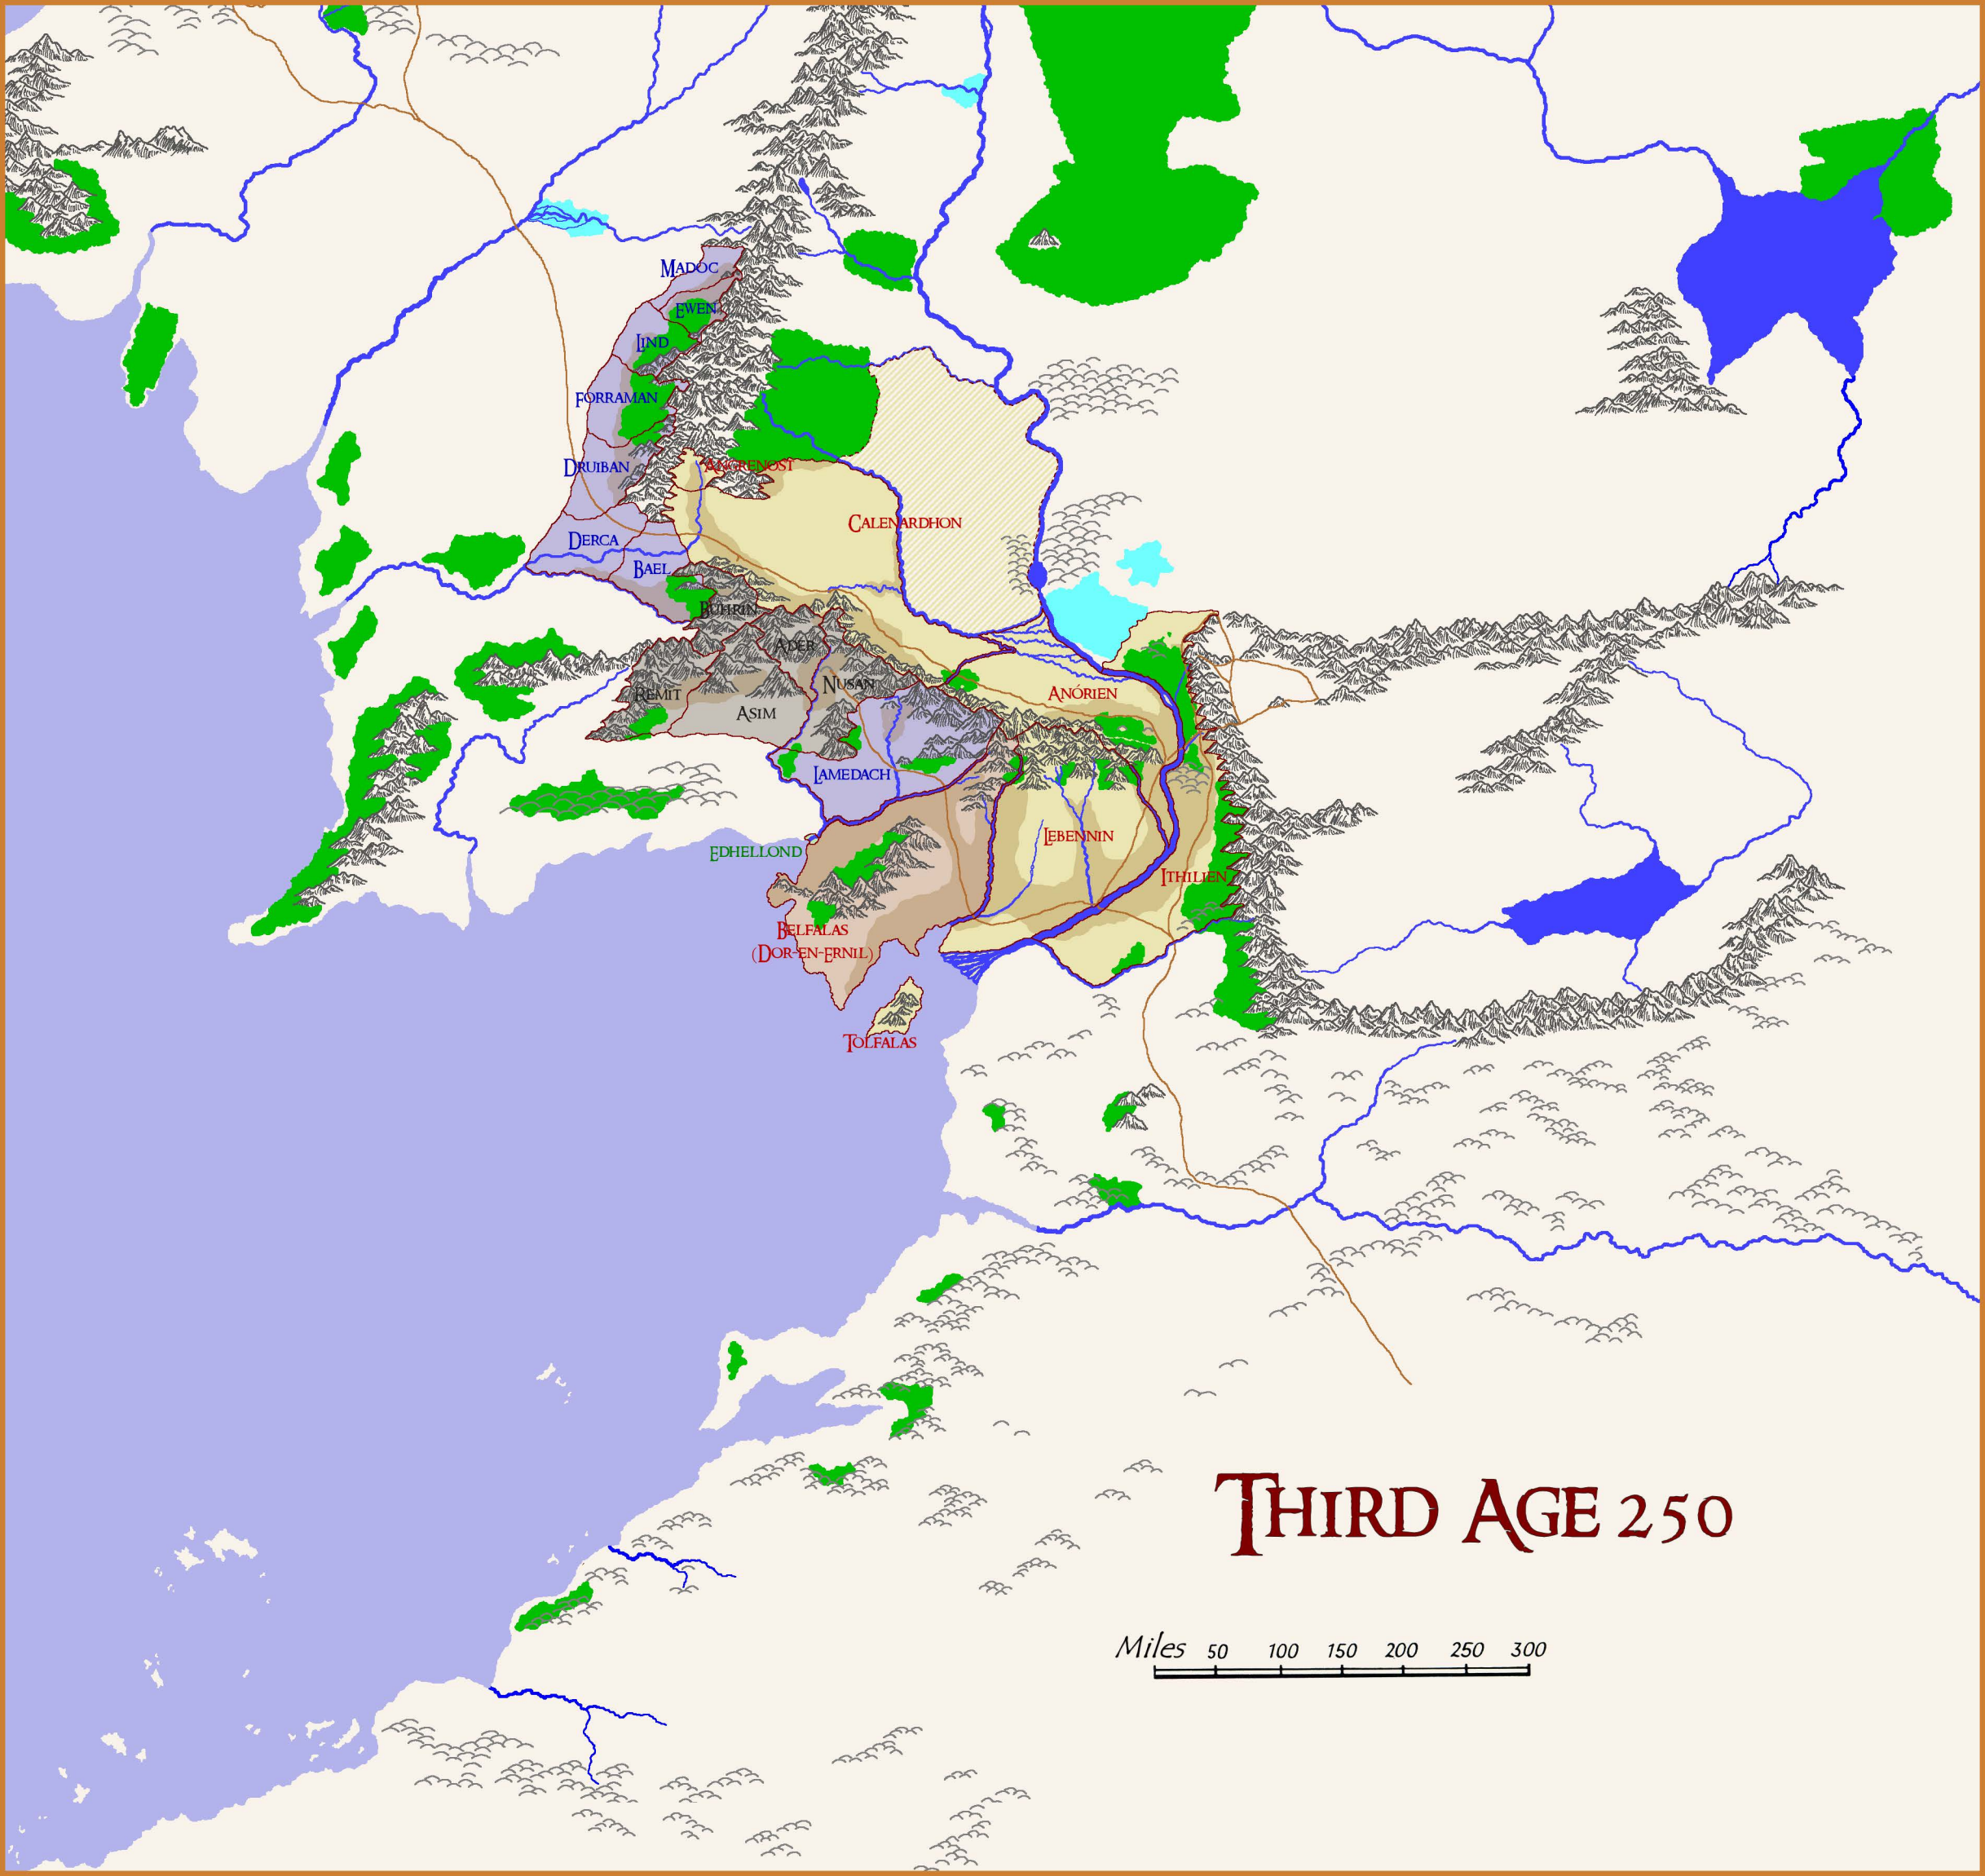 Madoc
Ewen
Lind
Forraman
Druiban
Angrenost
Calenardhon
Derca
Bael
Buhrin
Ader
Nusan
Remit
Asim
Anórien
Lamedach
Lebennin
Edhellond
Ithilien
Belfalas
(Dor-en-Ernil)
Tolfalas
Third Age 250
Miles 50 100 150 200 250 300